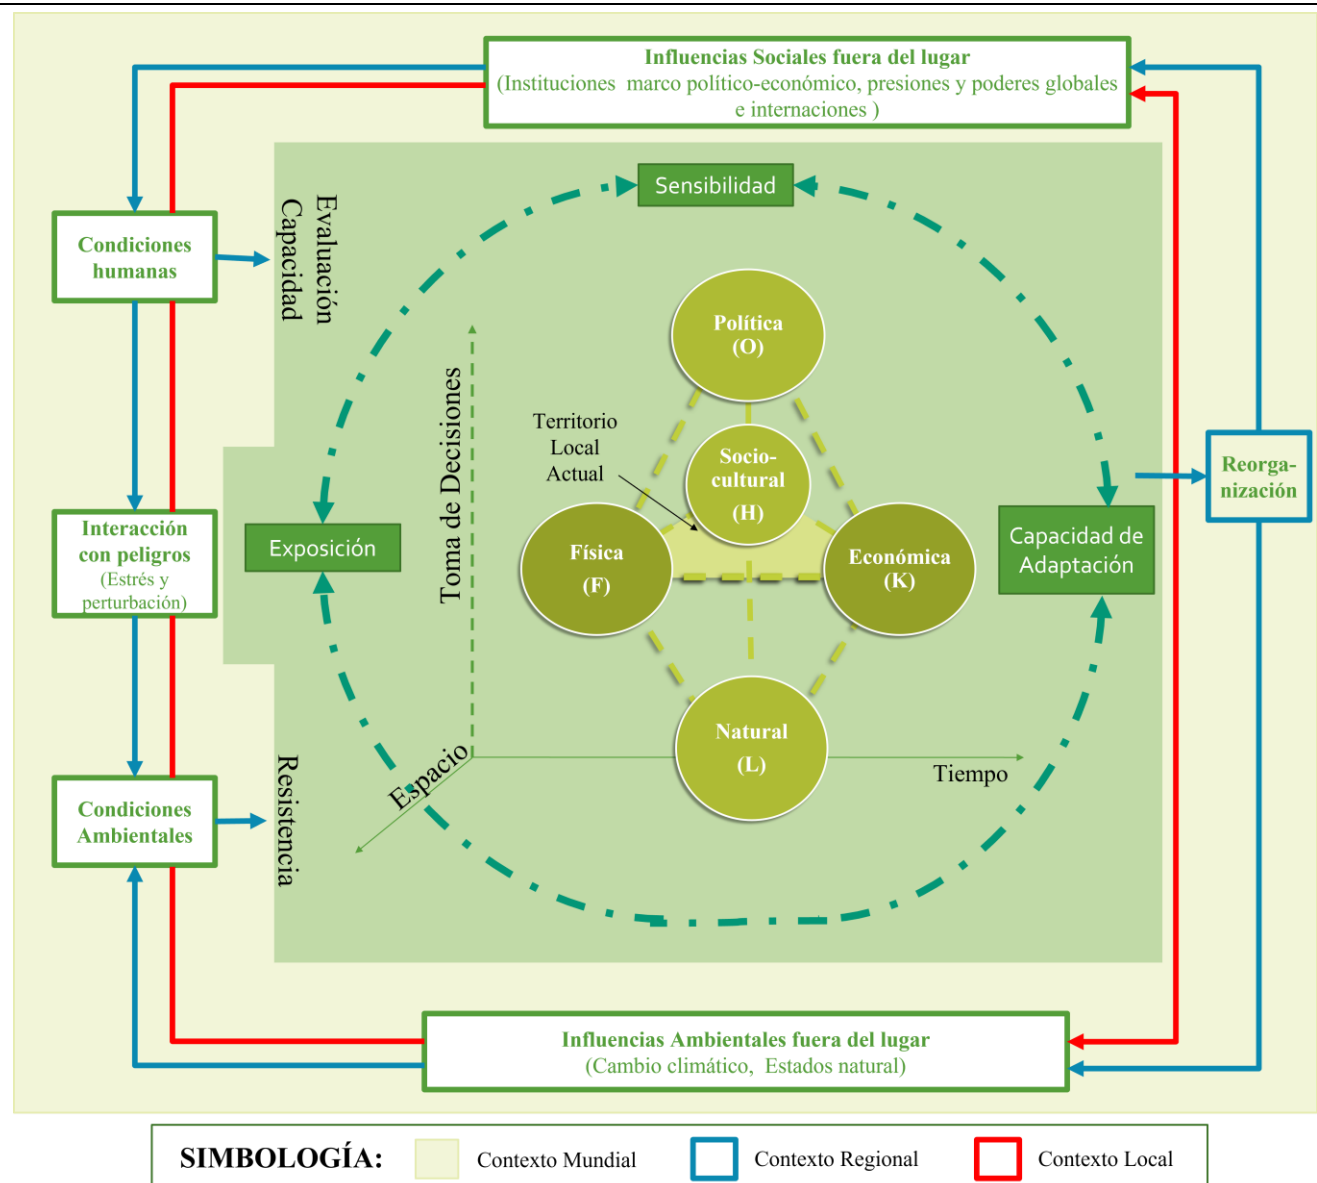 Influencias Sociales fuera del lugar
(Instituciones marco político-económico, presiones y poderes globales
e internaciones )
Sensibilidad
Evaluación
Capacidad
Condiciones
humanas
Política
(O)
Toma de Decisiones
Territorio
Local
Actual
Socio-
cultural
(H)
Reorga-
nización
Interacción
con peligros
(Estrés y
perturbación)
Exposición
Física
(F)
Económica
(K)
Capacidad de
Adaptación
Natural
(L)
Espacio
Tiempo
Resistencia
Condiciones
Ambientales
Influencias Ambientales fuera del lugar
(Cambio climático, Estados natural)
SIMBOLOGÍA:
Contexto Mundial
Contexto Regional
Contexto Local